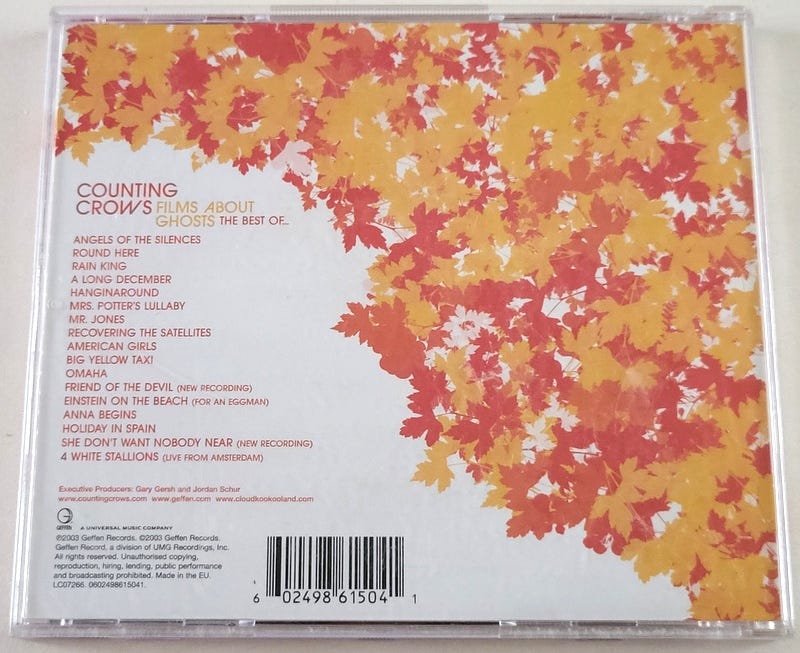 COUNTING
CROWS FILMS ABOUT
GHOSTS THE BEST OF...
ANGELS OF THE SILENCES
ROUND HERE
RAIN KING
A LONG DECEMBER
HANGINAROUND
MRS. POTTER'S LULLABY
MR. JONES
RECOVERING THE SATELLITES
AMERICAN GIRLS
BIG YELLOW TAXI
OMAHA
FRIEND OF THE DEVIL (NEW RECORDING)
EINSTEIN ON THE BEACH (FOR AN EGGMAN)
ANNA BEGINS
HOLIDAY IN SPAIN
SHE DON'T WANT NOBODY NEAR (NEW RECORDING)
4 WHITE STALLIONS (LIVE FROM AMSTERDAM)
Executive Producers: Gary Gersh and Jordan Schur
www.countingcrows.com www.geffen.com www.cloudkookooland.com
GEFFEN A UNIVERSAL MUSIC COMPANY
℗2003 Geffen Records. ©2003 Geffen Records.
Geffen Record, a division of UMG Recordings, Inc.
All rights reserved. Unauthorised copying,
reproduction, hiring, lending, public performance
and broadcasting prohibited. Made in the EU.
LC07266. 0602498615041.
6 02498 61504 1